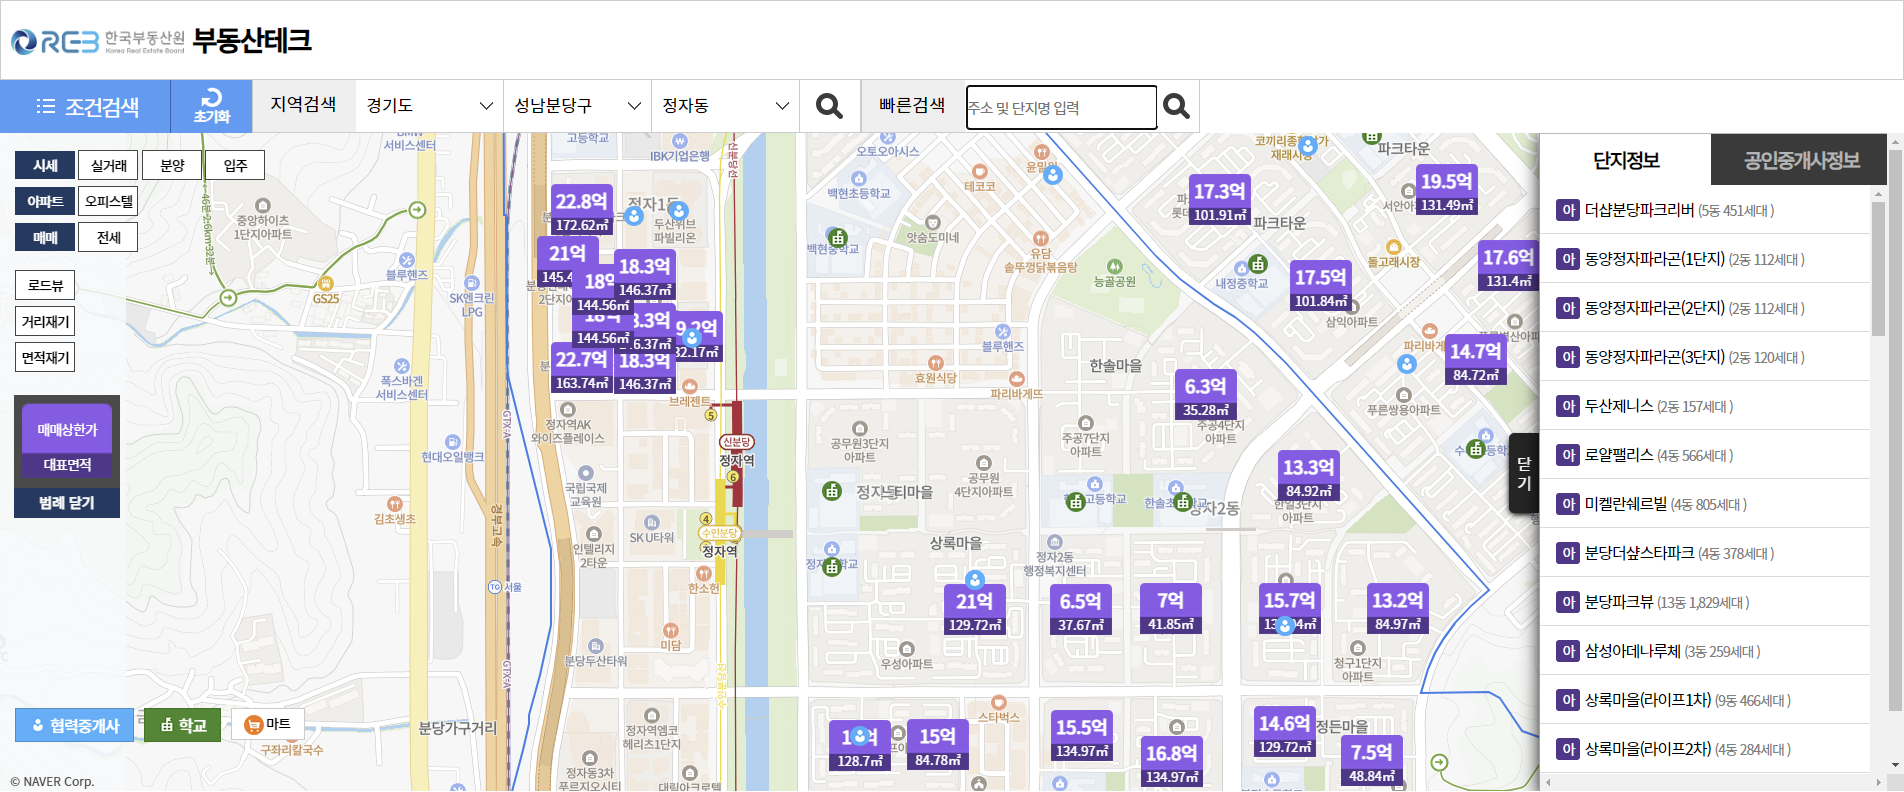 REB 한국부동산원 부동산테크
Korea Real Estate Board
조건검색
초기화
지역검색
경기도
성남분당구
정자동
빠른검색
주소 및 단지명 입력
시세
실거래
분양
입주
아파트
오피스텔
매매
전세
로드뷰
거리재기
면적재기
매매상한가
대표면적
범례 닫기
협력중개사
학교
마트
© NAVER Corp.
단지정보
공인중개사정보
아 더샵분당파크리버 (5동 451세대)
아 동양정자파라곤(1단지) (2동 112세대)
아 동양정자파라곤(2단지) (2동 112세대)
아 동양정자파라곤(3단지) (2동 120세대)
아 두산제니스 (2동 157세대)
아 로얄팰리스 (4동 566세대)
아 미켈란쉐르빌 (4동 805세대)
아 분당더샾스타파크 (4동 378세대)
아 분당파크뷰 (13동 1,829세대)
아 삼성아데나루체 (3동 259세대)
아 상록마을(라이프1차) (9동 466세대)
아 상록마을(라이프2차) (4동 284세대)
닫
기
서비스센터
고등학교
IBK기업은행
신분당선
오토오아시스
백현초등학교
테코코
파크타운
중앙하이츠
1단지아파트
두산위브
파빌리온
앗숨도미네
유담
솥뚜껑닭볶음탕
능골공원
내정중학교
돌고래시장
파크타운
삼익아파트
블루핸즈
GS25
SK엔크린
LPG
폭스바겐
서비스센터
현대오일뱅크
김초생초
경부고속
GTX-A
TG 서울
GTX-A
분당가구거리
구좌리칼국수
블루핸즈
효원식당
파리바게뜨
한솔마을
푸른쌍용아파트
브레젠트
정자역AK
와이즈플레이스
국립국제
교육원
SK U타워
인텔리지
2타운
한소헌
미담
분당두산타워
정자역엠코
헤리츠1단지
정자동3차
푸르지오시티
5
신분당
정자역
6
4
수인분당
정자역
공무원3단지
아파트
공무원
4단지아파트
주공7단지
아파트
주공4단지
아파트
한일3단지
아파트
상록마을
정자2동
행정복지센터
정자2동
우성아파트
청구1단지
아파트
스타벅스
정든마을
22.8억
172.62㎡
21억
18.3억
146.37㎡
144.56㎡
144.56㎡
22.7억
163.74㎡
18.3억
146.37㎡
17.3억
101.91㎡
19.5억
131.49㎡
17.5억
101.84㎡
17.6억
131.4㎡
14.7억
84.72㎡
6.3억
35.28㎡
13.3억
84.92㎡
21억
129.72㎡
6.5억
37.67㎡
7억
41.85㎡
15.7억
13.2억
84.97㎡
128.7㎡
15억
84.78㎡
15.5억
134.97㎡
16.8억
134.97㎡
14.6억
129.72㎡
7.5억
48.84㎡